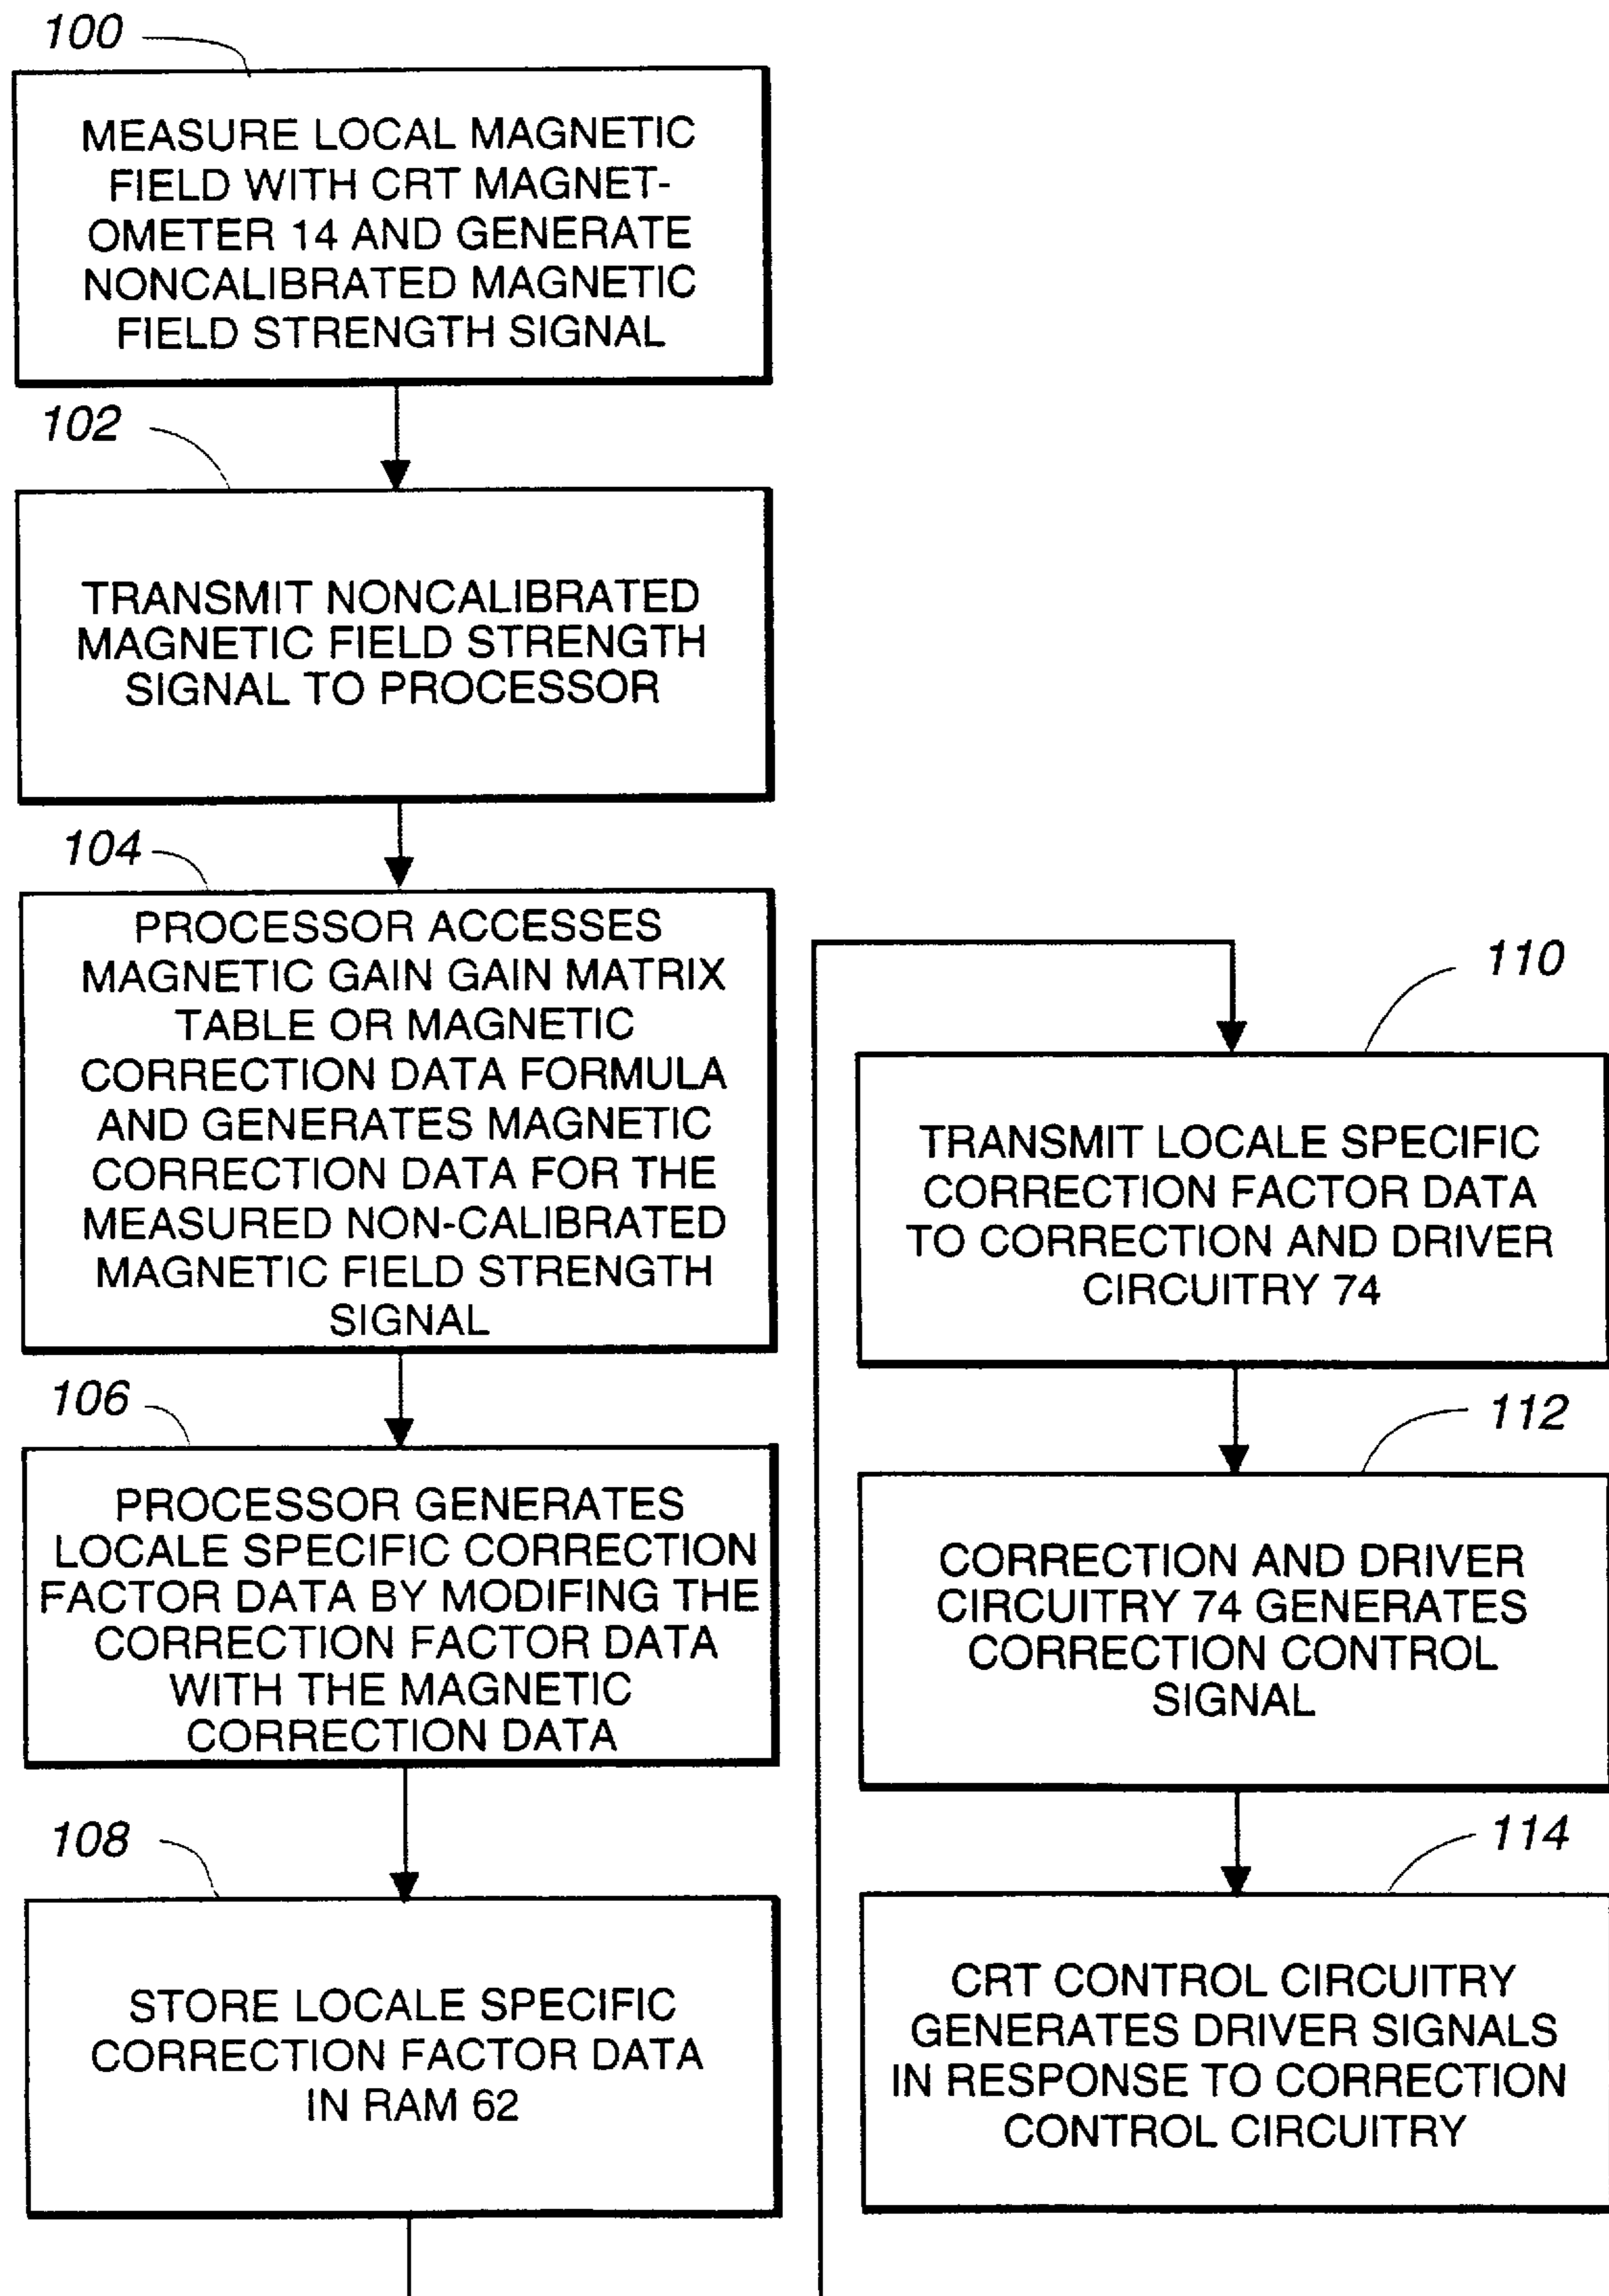 100
MEASURE LOCAL MAGNETIC
FIELD WITH CRT MAGNET-
OMETER 14 AND GENERATE
NONCALIBRATED MAGNETIC
FIELD STRENGTH SIGNAL
102
TRANSMIT NONCALIBRATED
MAGNETIC FIELD STRENGTH
SIGNAL TO PROCESSOR
104
PROCESSOR ACCESSES
MAGNETIC GAIN GAIN MATRIX
TABLE OR MAGNETIC
CORRECTION DATA FORMULA
AND GENERATES MAGNETIC
CORRECTION DATA FOR THE
MEASURED NON-CALIBRATED
MAGNETIC FIELD STRENGTH
SIGNAL
106
PROCESSOR GENERATES
LOCALE SPECIFIC CORRECTION
FACTOR DATA BY MODIFING THE
CORRECTION FACTOR DATA
WITH THE MAGNETIC
CORRECTION DATA
108
STORE LOCALE SPECIFIC
CORRECTION FACTOR DATA
IN RAM 62
110
TRANSMIT LOCALE SPECIFIC
CORRECTION FACTOR DATA
TO CORRECTION AND DRIVER
CIRCUITRY 74
112
CORRECTION AND DRIVER
CIRCUITRY 74 GENERATES
CORRECTION CONTROL
SIGNAL
114
CRT CONTROL CIRCUITRY
GENERATES DRIVER SIGNALS
IN RESPONSE TO CORRECTION
CONTROL CIRCUITRY